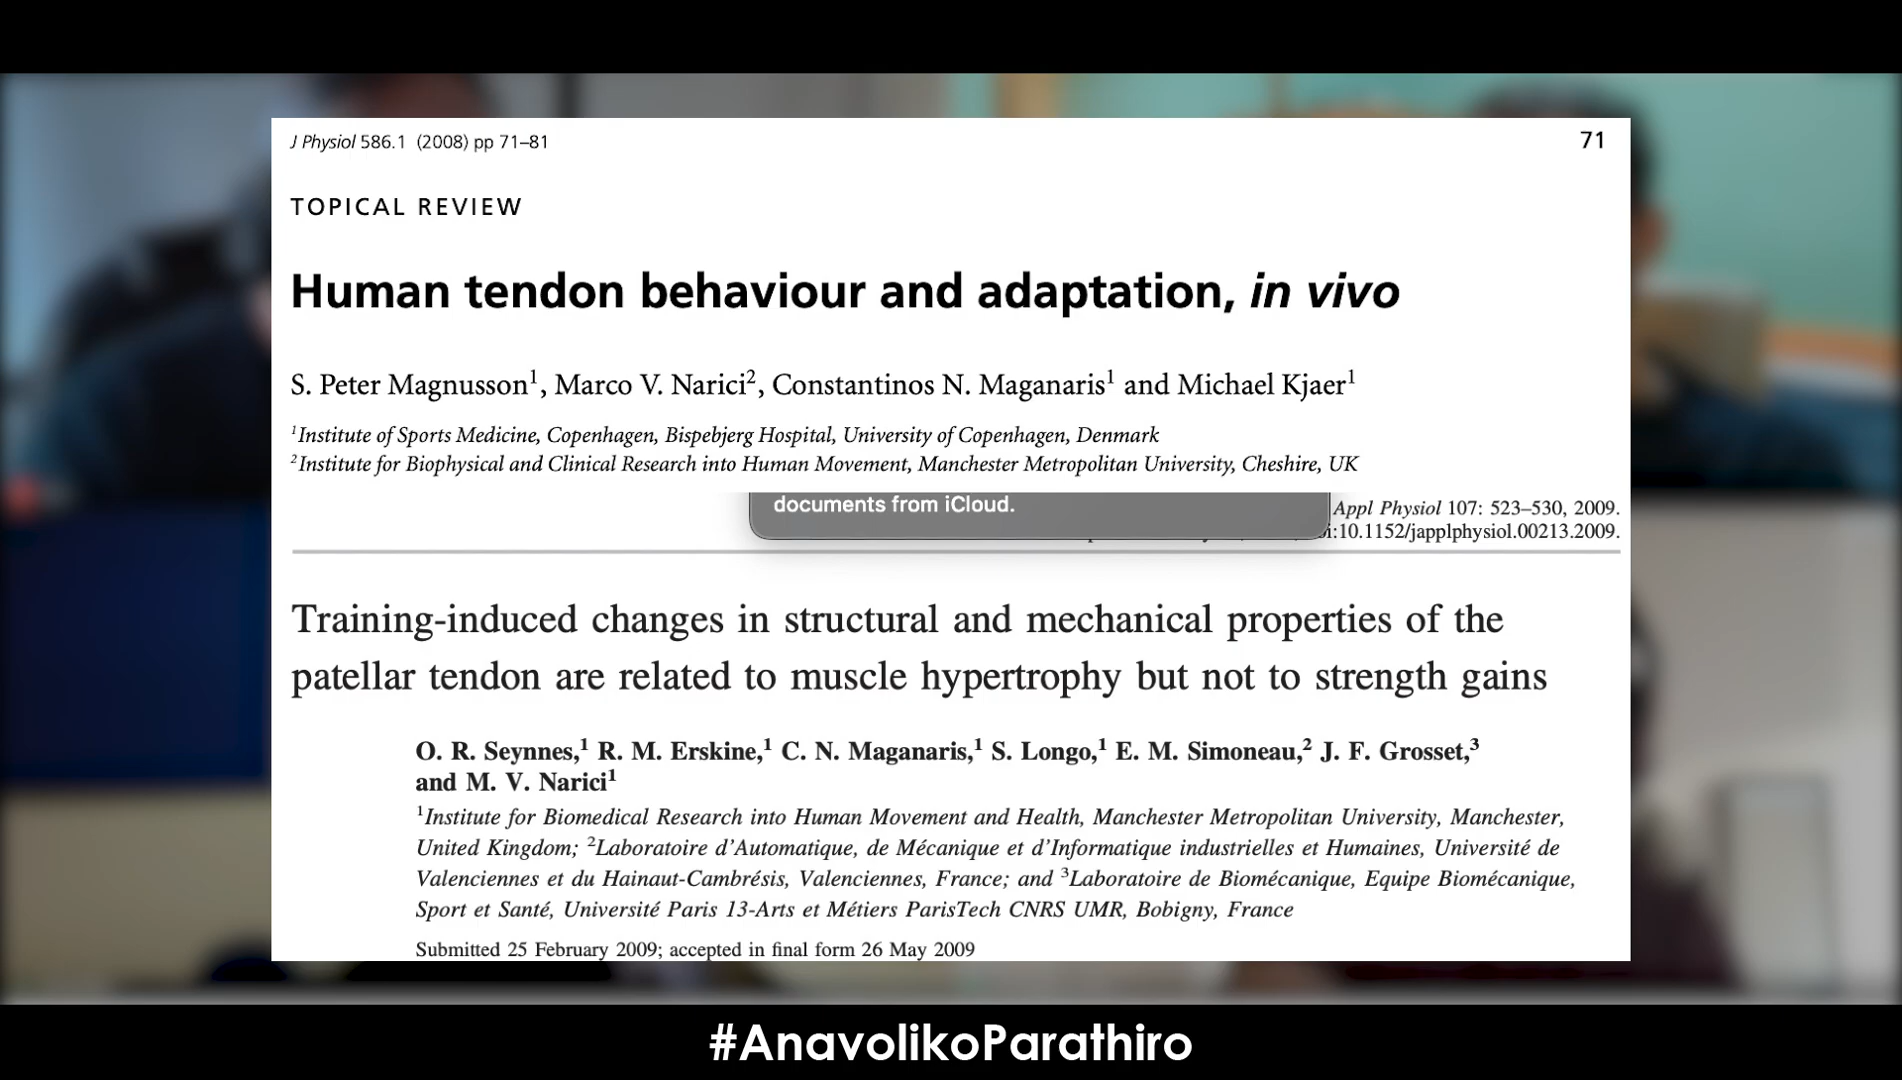 J Physiol 586.1 (2008) pp 71–81
71
TOPICAL REVIEW
Human tendon behaviour and adaptation, in vivo
S. Peter Magnusson1, Marco V. Narici2, Constantinos N. Maganaris1 and Michael Kjaer1
1Institute of Sports Medicine, Copenhagen, Bispebjerg Hospital, University of Copenhagen, Denmark
2Institute for Biophysical and Clinical Research into Human Movement, Manchester Metropolitan University, Cheshire, UK
documents from iCloud.
Appl Physiol 107: 523–530, 2009.
i:10.1152/japplphysiol.00213.2009.
Training-induced changes in structural and mechanical properties of the
patellar tendon are related to muscle hypertrophy but not to strength gains
O. R. Seynnes,1 R. M. Erskine,1 C. N. Maganaris,1 S. Longo,1 E. M. Simoneau,2 J. F. Grosset,3
and M. V. Narici1
1Institute for Biomedical Research into Human Movement and Health, Manchester Metropolitan University, Manchester,
United Kingdom; 2Laboratoire d’Automatique, de Mécanique et d’Informatique industrielles et Humaines, Université de
Valenciennes et du Hainaut-Cambrésis, Valenciennes, France; and 3Laboratoire de Biomécanique, Equipe Biomécanique,
Sport et Santé, Université Paris 13-Arts et Métiers ParisTech CNRS UMR, Bobigny, France
Submitted 25 February 2009; accepted in final form 26 May 2009
#AnavolikoParathiro